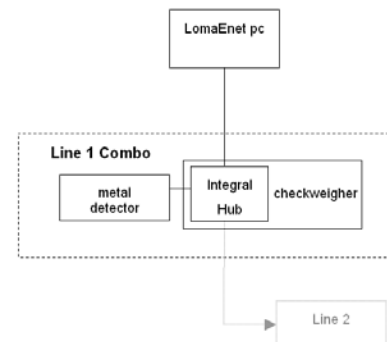 LomaEnet pc
Line 1 Combo
metal
detector
Integral
Hub
checkweigher
Line 2